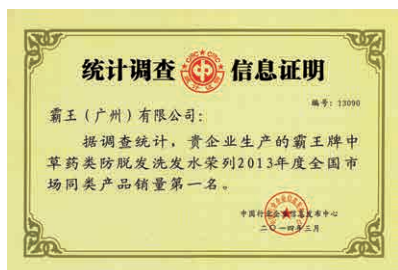 统计调查 信息证明
编号：13090
霸王（广州）有限公司：
据调查统计，贵企业生产的霸王牌中
草药类防脱发洗发水荣列2013年度全国市
场同类产品销量第一名。
中国行业企业信息发布中心
二〇一四年三月